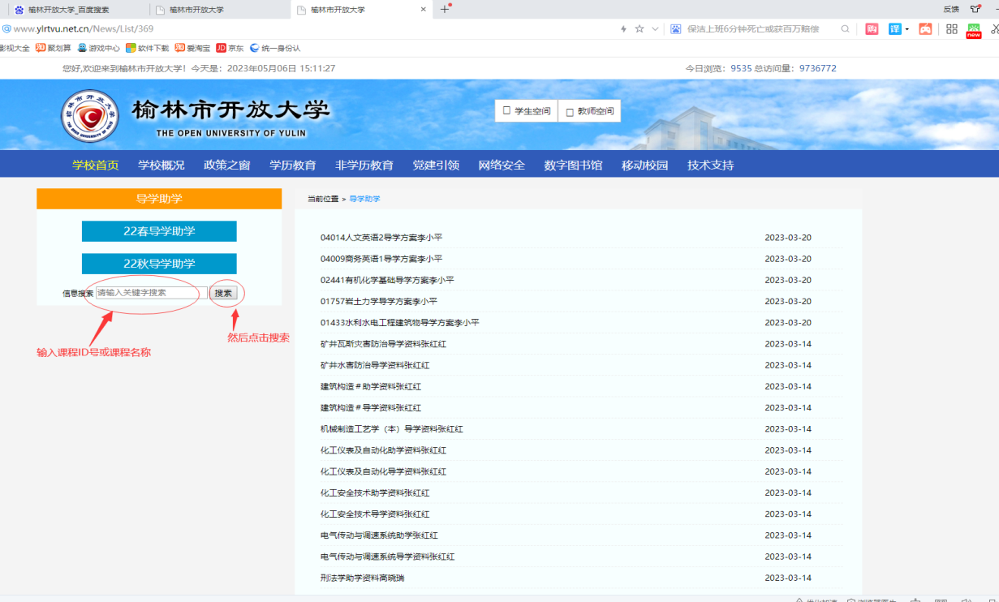 榆林开放大学_百度搜索 榆林市开放大学 榆林市开放大学 × + 反馈
www.ylrtvu.net.cn/News/List/369 保洁上班6分钟死亡或获百万赔偿 购 译 new
影视大全 聚划算 游戏中心 软件下载 爱淘宝 JD 京东 统一身份认
您好,欢迎来到榆林市开放大学！今天是：2023年05月06日 15:11:27 今日浏览：9535 总访问量：9736772
榆林市开放大学
THE OPEN UNIVERSITY OF YULIN
学生空间 教师空间
学校首页 学校概况 政策之窗 学历教育 非学历教育 党建引领 网络安全 数字图书馆 移动校园 技术支持
导学助学
22春导学助学
22秋导学助学
信息搜索 请输入关键字搜索 搜索
输入课程ID号或课程名称
然后点击搜索
当前位置 > 导学助学
04014人文英语2导学方案李小平 2023-03-20
04009商务英语1导学方案李小平 2023-03-20
02441有机化学基础导学方案李小平 2023-03-20
01757岩土力学导学方案李小平 2023-03-20
01433水利水电工程建筑物导学方案李小平 2023-03-20
矿井瓦斯灾害防治导学资料张红红 2023-03-14
矿井水害防治导学资料张红红 2023-03-14
建筑构造＃助学资料张红红 2023-03-14
建筑构造＃导学资料张红红 2023-03-14
机械制造工艺学（本）导学资料张红红 2023-03-14
化工仪表及自动化助学资料张红红 2023-03-14
化工仪表及自动化导学资料张红红 2023-03-14
化工安全技术助学资料张红红 2023-03-14
化工安全技术导学资料张红红 2023-03-14
电气传动与调速系统助学张红红 2023-03-14
电气传动与调速系统导学资料张红红 2023-03-14
刑法学助学资料高晓瑞 2023-03-14